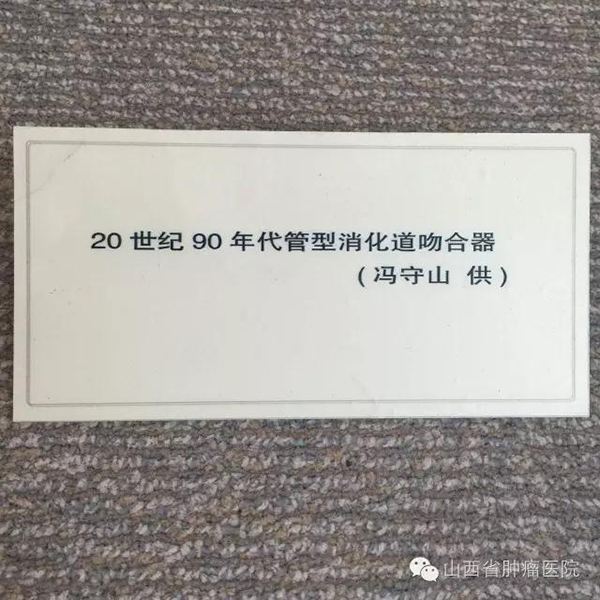 20 世纪 90 年代管型消化道吻合器
（冯守山 供）
山西省肿瘤医院